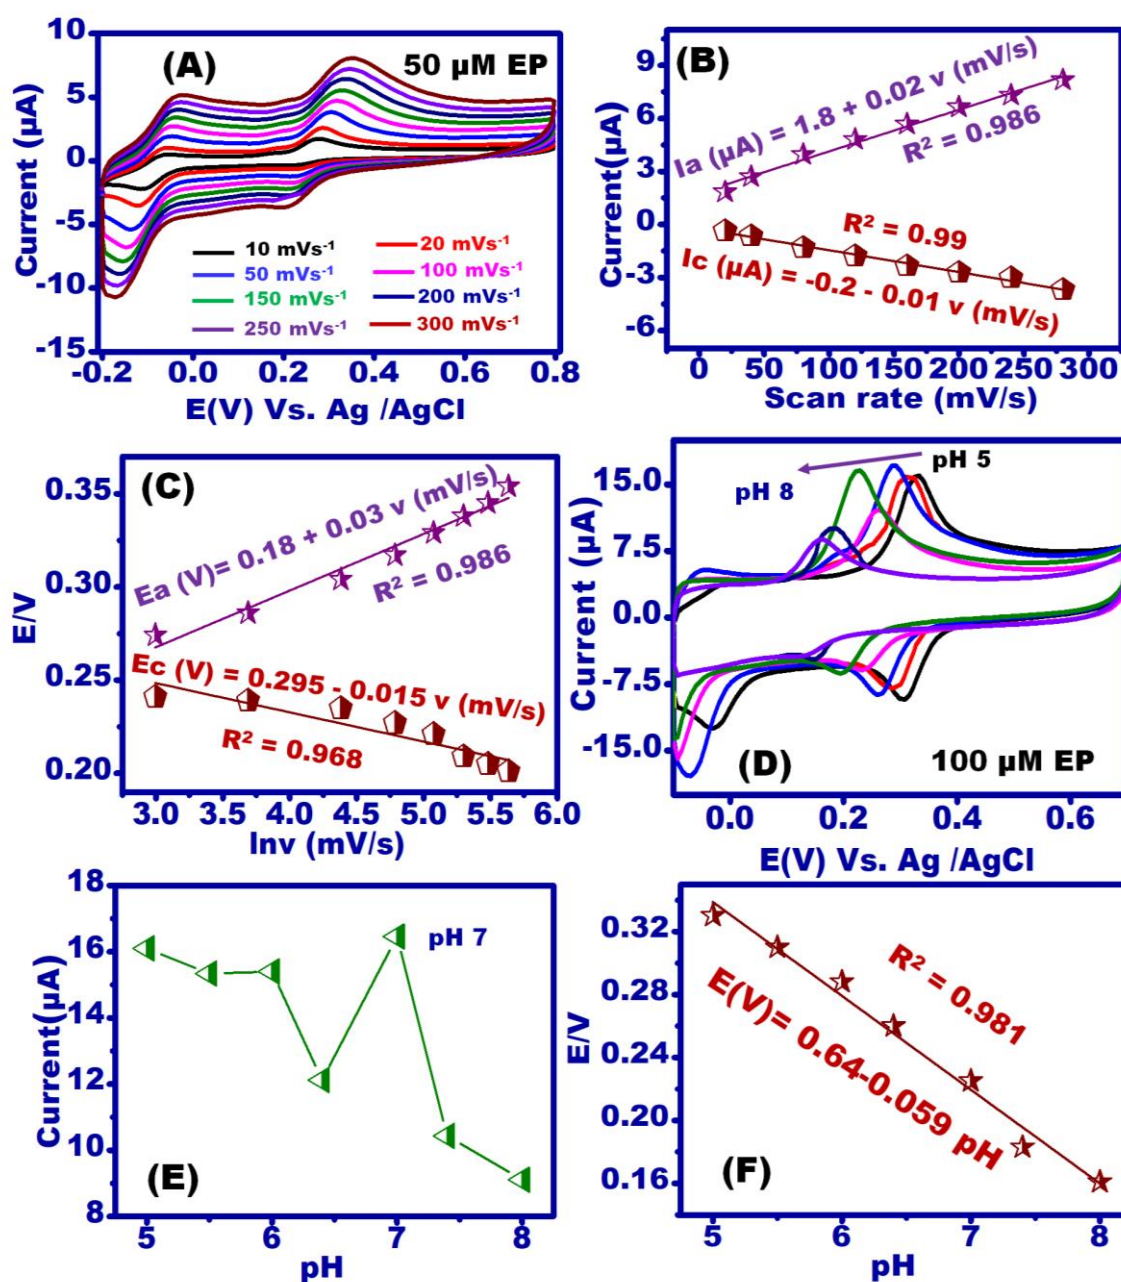 (A)
50 µM EP
10
5
0
-5
-10
-15
Current (µA)
10 mVs⁻¹
20 mVs⁻¹
50 mVs⁻¹
100 mVs⁻¹
150 mVs⁻¹
200 mVs⁻¹
250 mVs⁻¹
300 mVs⁻¹
-0.2 0.0 0.2 0.4 0.6 0.8
E(V) Vs. Ag /AgCl
(B)
9
6
3
0
-3
-6
Current(µA)
Ia (µA) = 1.8 + 0.02 v (mV/s)
R² = 0.986
R² = 0.99
Ic (µA) = -0.2 - 0.01 v (mV/s)
0 50 100 150 200 250 300
Scan rate (mV/s)
(C)
0.35
0.30
0.25
0.20
E/V
Ea (V)= 0.18 + 0.03 v (mV/s)
R² = 0.986
Ec (V) = 0.295 - 0.015 v (mV/s)
R² = 0.968
3.0 3.5 4.0 4.5 5.0 5.5 6.0
lnv (mV/s)
pH 5
pH 8
15.0
7.5
0.0
-7.5
-15.0
Current (µA)
(D)
100 µM EP
0.0 0.2 0.4 0.6
E(V) Vs. Ag /AgCl
18
16
14
12
10
8
Current(µA)
pH 7
(E)
5 6 7 8
pH
0.32
0.28
0.24
0.20
0.16
E/V
R² = 0.981
E(V)= 0.64-0.059 pH
(F)
5 6 7 8
pH